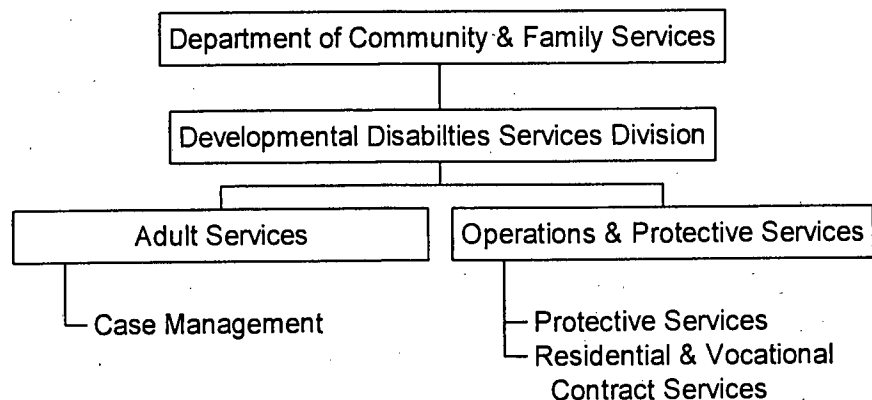 Department of Community & Family Services
Developmental Disabilties Services Division
Adult Services
Operations & Protective Services
Case Management
Protective Services
Residential & Vocational
Contract Services